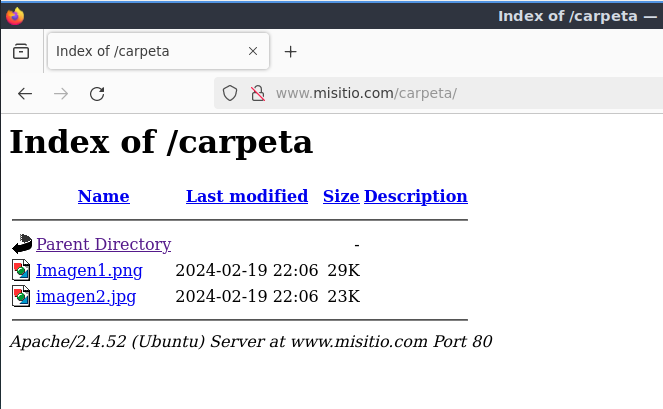 Index of /carpeta —
Index of /carpeta
www.misitio.com/carpeta/
Index of /carpeta
Name Last modified Size Description
Parent Directory -
Imagen1.png 2024-02-19 22:06 29K
imagen2.jpg 2024-02-19 22:06 23K
Apache/2.4.52 (Ubuntu) Server at www.misitio.com Port 80